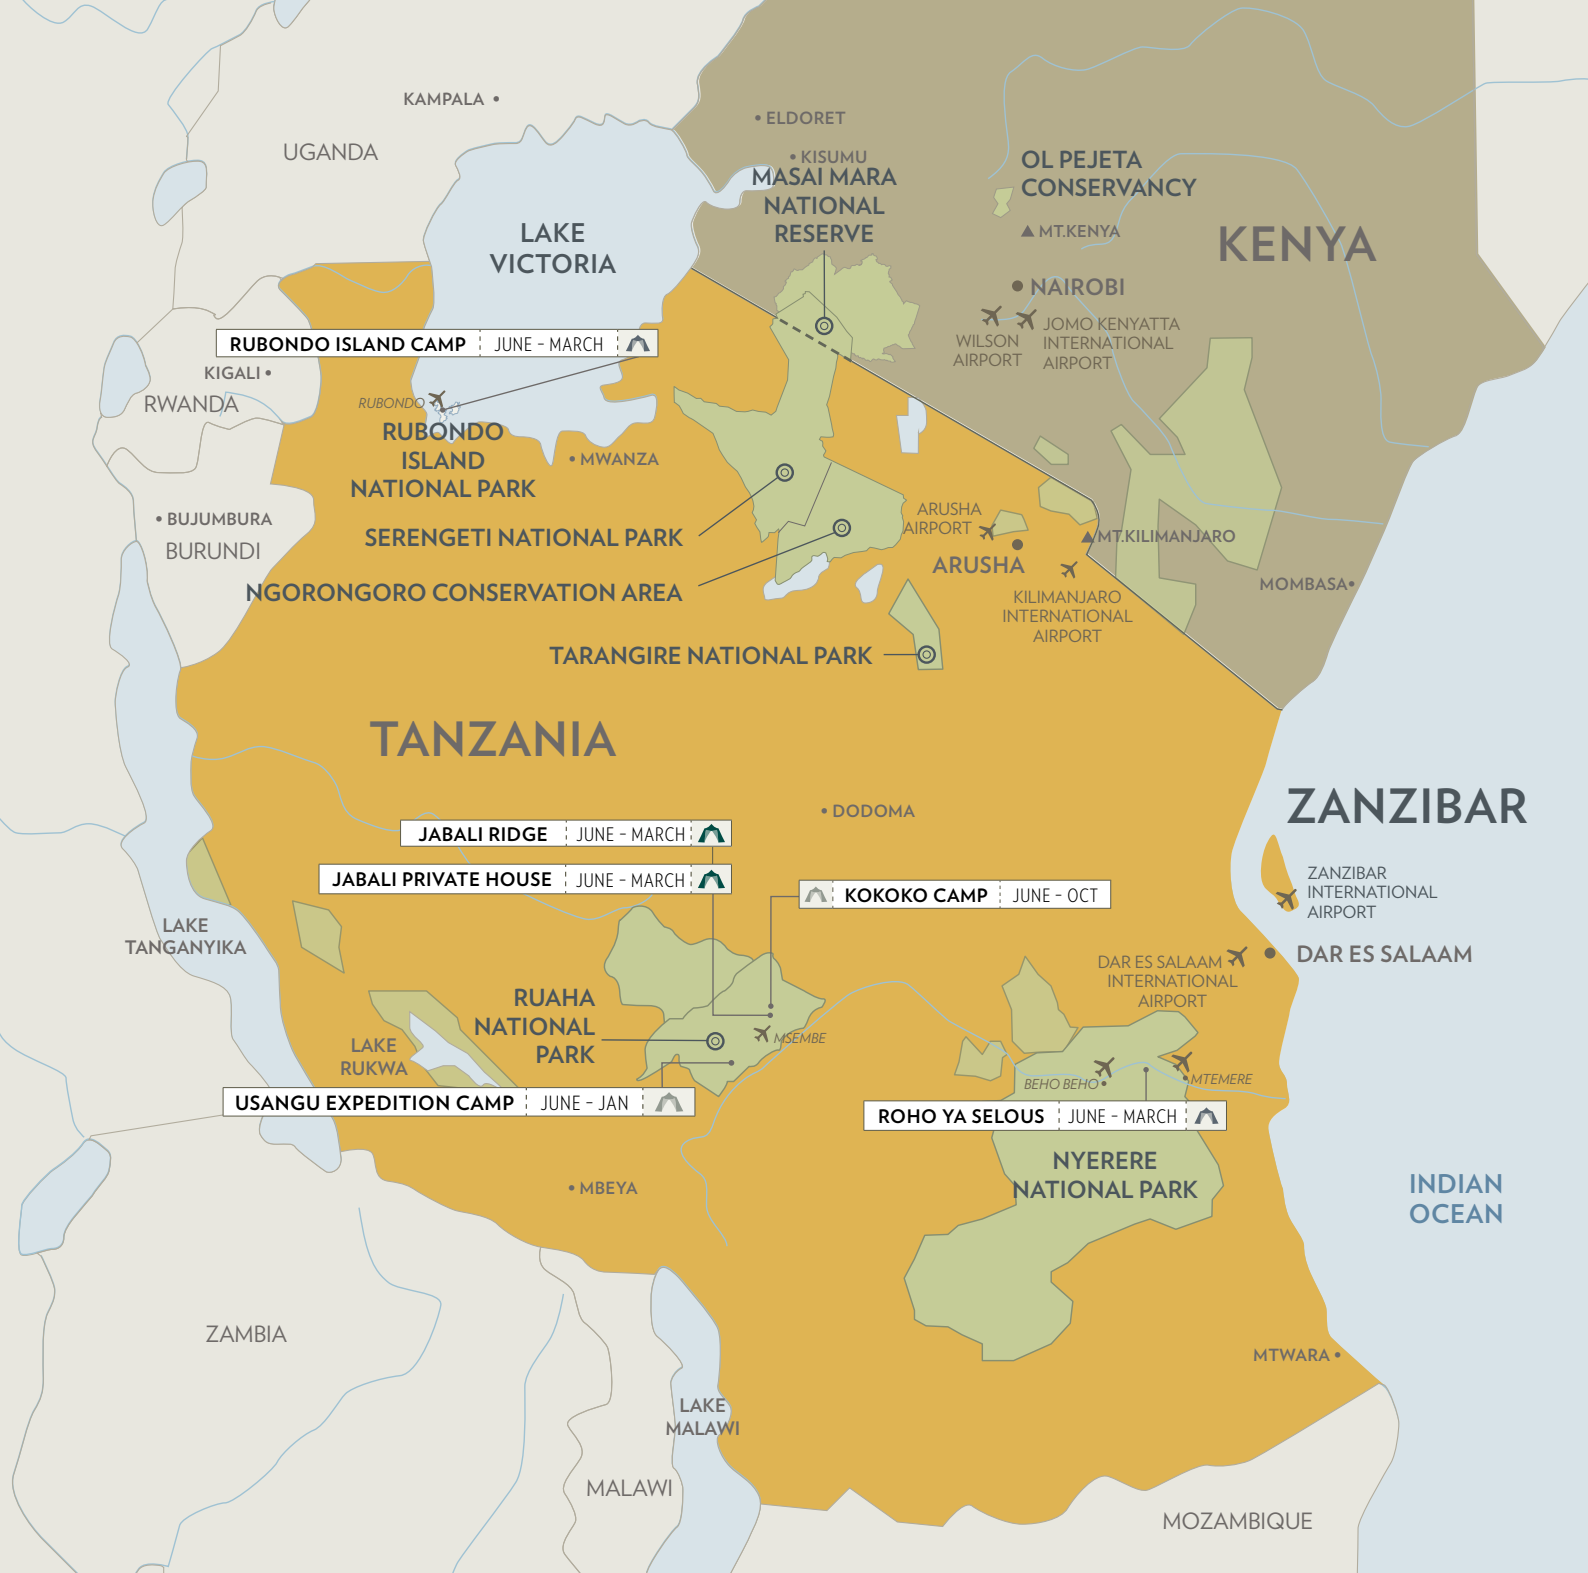 KAMPALA
UGANDA
ELDORET
KISUMU
MASAI MARA
NATIONAL
RESERVE
OL PEJETA
CONSERVANCY
MT.KENYA
KENYA
LAKE
VICTORIA
NAIROBI
WILSON
AIRPORT
JOMO KENYATTA
INTERNATIONAL
AIRPORT
RUBONDO ISLAND CAMP JUNE - MARCH
KIGALI
RWANDA
RUBONDO
RUBONDO
ISLAND
NATIONAL PARK
MWANZA
BUJUMBURA
BURUNDI
SERENGETI NATIONAL PARK
NGORONGORO CONSERVATION AREA
ARUSHA
AIRPORT
ARUSHA
MT.KILIMANJARO
KILIMANJARO
INTERNATIONAL
AIRPORT
MOMBASA
TARANGIRE NATIONAL PARK
TANZANIA
DODOMA
ZANZIBAR
JABALI RIDGE JUNE - MARCH
JABALI PRIVATE HOUSE JUNE - MARCH
KOKOKO CAMP JUNE - OCT
ZANZIBAR
INTERNATIONAL
AIRPORT
LAKE
TANGANYIKA
DAR ES SALAAM
INTERNATIONAL
AIRPORT
DAR ES SALAAM
RUAHA
NATIONAL
PARK
MSEMBE
LAKE
RUKWA
BEHO BEHO
MTEMERE
USANGU EXPEDITION CAMP JUNE - JAN
ROHO YA SELOUS JUNE - MARCH
NYERERE
NATIONAL PARK
MBEYA
INDIAN
OCEAN
ZAMBIA
MTWARA
LAKE
MALAWI
MALAWI
MOZAMBIQUE